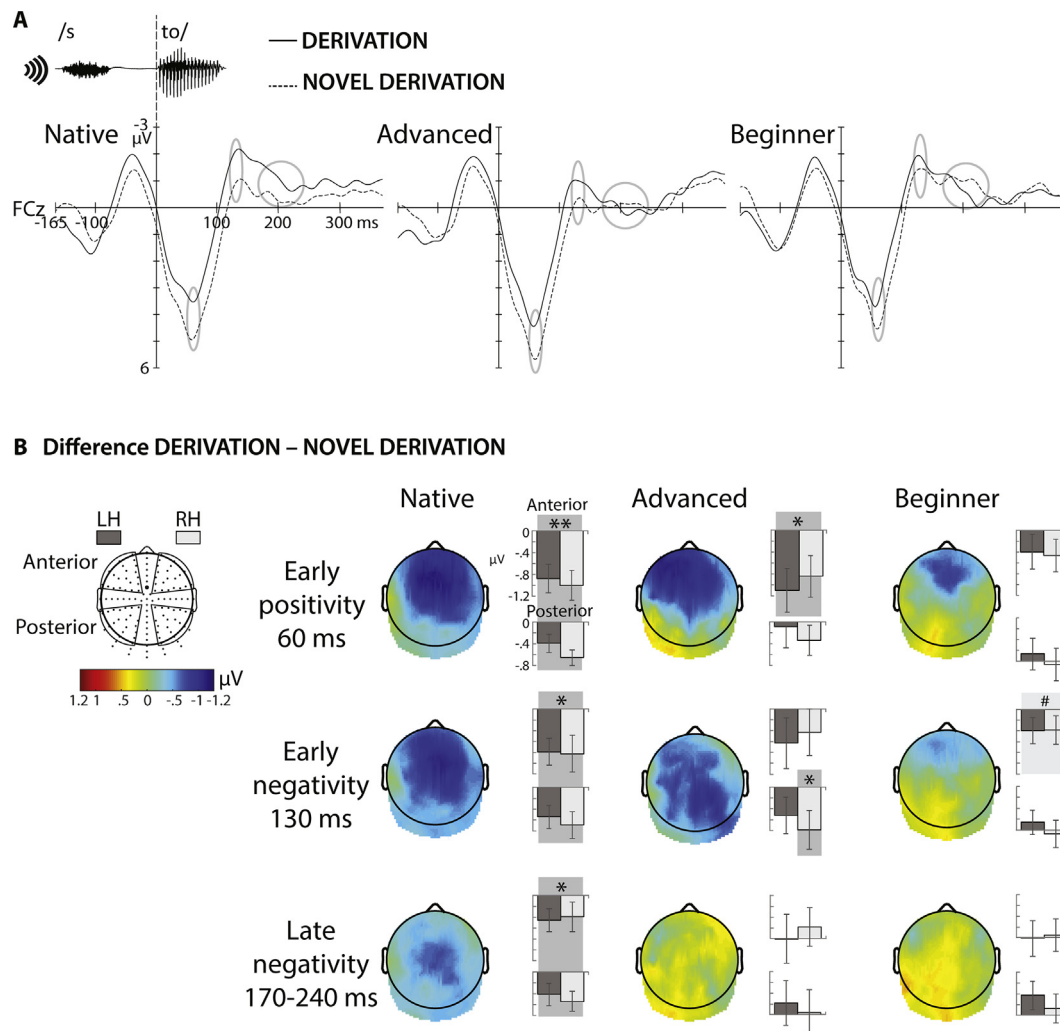 A
/s to/
DERIVATION
NOVEL DERIVATION
Native
Advanced
Beginner
-3
μV
FCz
-165 -100 100 200 300 ms
6
B Difference DERIVATION – NOVEL DERIVATION
Native
Advanced
Beginner
LH RH
Anterior
Posterior
μV
1.2 1 .5 0 -.5 -1 -1.2
Early
positivity
60 ms
Anterior
**
0
μV
-.4
-.8
-1.2
Posterior
0
-.4
-.8
*
Early
negativity
130 ms
*
*
#
Late
negativity
170-240 ms
*